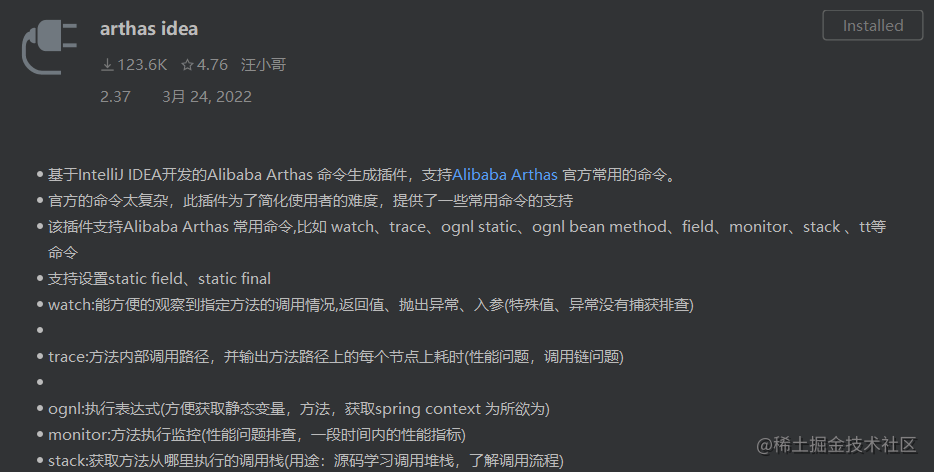 arthas idea
Installed
123.6K 4.76 汪小哥
2.37 3月 24, 2022
基于IntelliJ IDEA开发的Alibaba Arthas 命令生成插件，支持Alibaba Arthas 官方常用的命令。
官方的命令太复杂，此插件为了简化使用者的难度，提供了一些常用命令的支持
该插件支持Alibaba Arthas 常用命令,比如 watch、trace、ognl static、ognl bean method、field、monitor、stack 、tt等
命令
支持设置static field、static final
watch:能方便的观察到指定方法的调用情况,返回值、抛出异常、入参(特殊值、异常没有捕获排查)
trace:方法内部调用路径，并输出方法路径上的每个节点上耗时(性能问题，调用链问题)
ognl:执行表达式(方便获取静态变量，方法，获取spring context 为所欲为)
monitor:方法执行监控(性能问题排查，一段时间内的性能指标)
stack:获取方法从哪里执行的调用栈(用途：源码学习调用堆栈，了解调用流程)
@稀土掘金技术社区